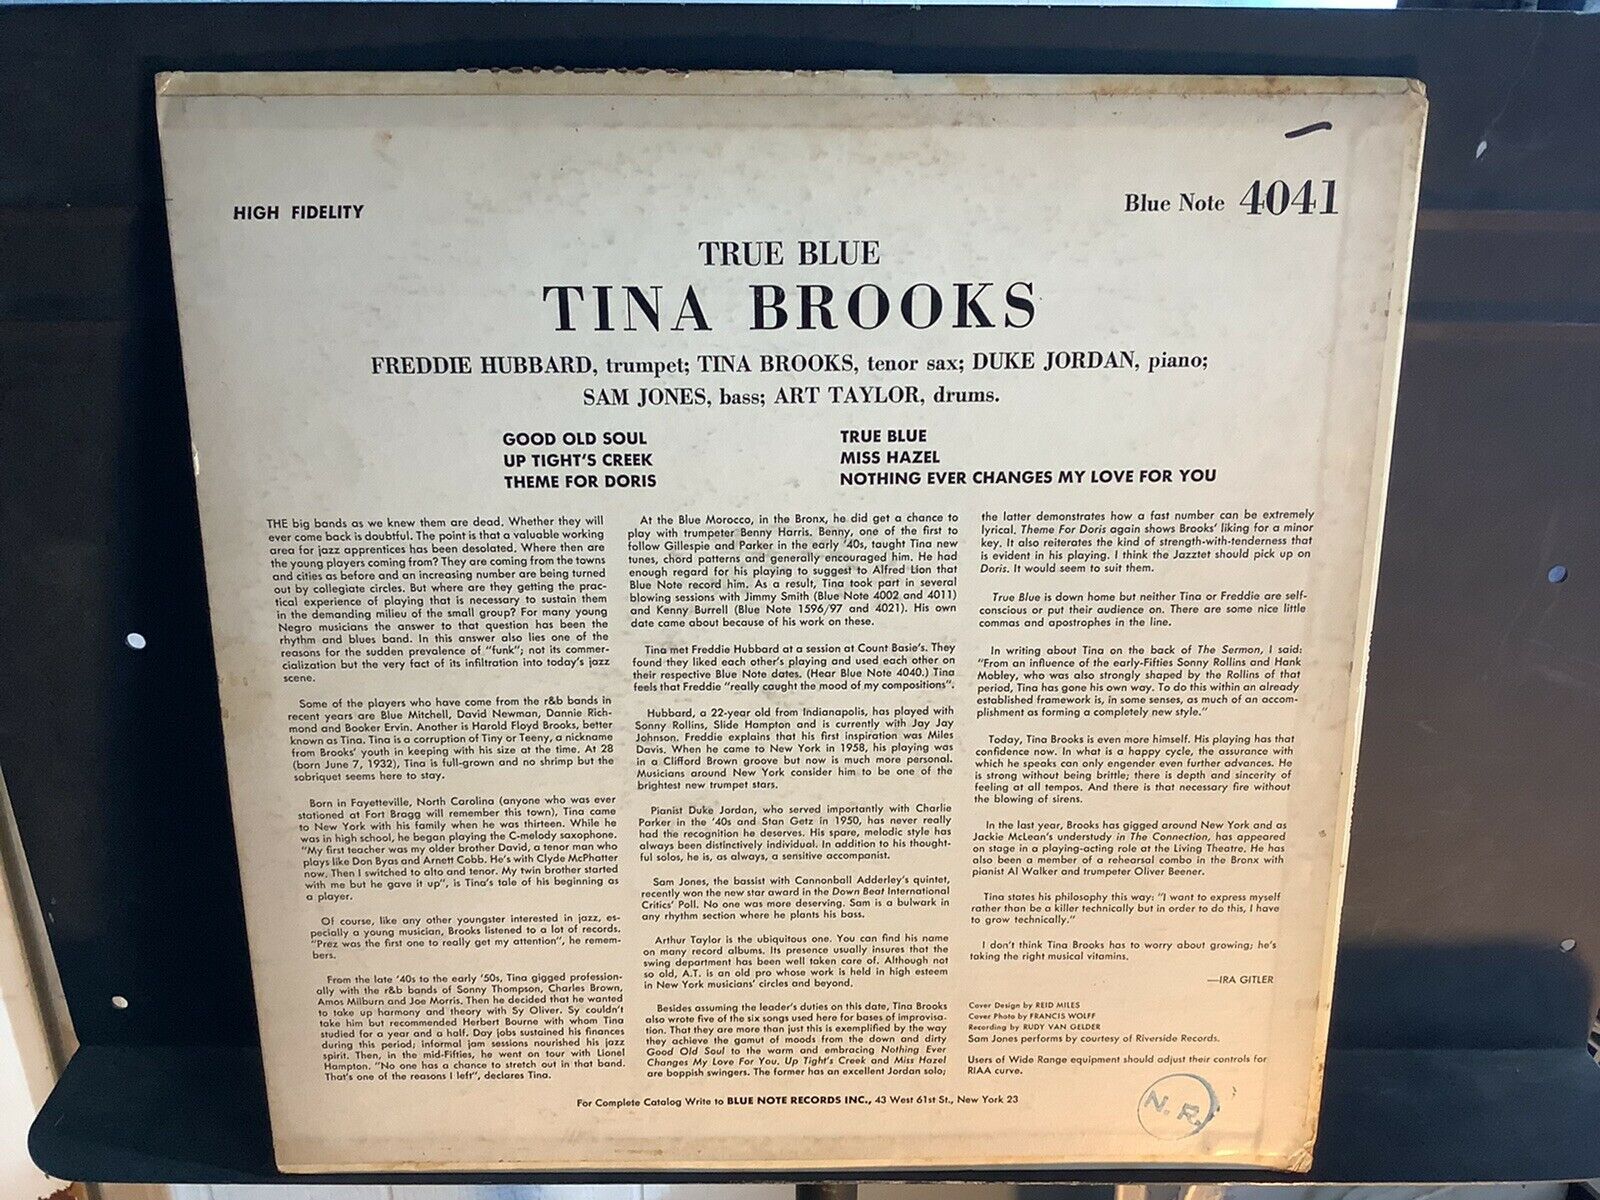 HIGH FIDELITY
Blue Note 4041
TRUE BLUE
TINA BROOKS
FREDDIE HUBBARD, trumpet; TINA BROOKS, tenor sax; DUKE JORDAN, piano;
SAM JONES, bass; ART TAYLOR, drums.
GOOD OLD SOUL
UP TIGHT'S CREEK
THEME FOR DORIS
TRUE BLUE
MISS HAZEL
NOTHING EVER CHANGES MY LOVE FOR YOU
THE big bands as we knew them are dead. Whether they will
ever come back is doubtful. The point is that a valuable working
area for jazz apprentices has been desolated. Where then are
the young players coming from? They are coming from the towns
and cities as before and an increasing number are being turned
out by collegiate circles. But where are they getting the prac-
tical experience of playing that is necessary to sustain them
in the demanding milieu of the small group? For many young
Negro musicians the answer to that question has been the
rhythm and blues band. In this answer also lies one of the
reasons for the sudden prevalence of "funk"; not its commer-
cialization but the very fact of its infiltration into today's jazz
scene.
Some of the players who have come from the r&b bands in
recent years are Blue Mitchell, David Newman, Dannie Rich-
mond and Booker Ervin. Another is Harold Floyd Brooks, better
known as Tina. Tina is a corruption of Tiny or Teeny, a nickname
from Brooks' youth in keeping with his size at the time. At 28
(born June 7, 1932), Tina is full-grown and no shrimp but the
sobriquet seems here to stay.
Born in Fayetteville, North Carolina (anyone who was ever
stationed at Fort Bragg will remember this town), Tina came
to New York with his family when he was thirteen. While he
was in high school, he began playing the C-melody saxophone.
"My first teacher was my older brother David, a tenor man who
plays like Don Byas and Arnett Cobb. He's with Clyde McPhatter
now. Then I switched to alto and tenor. My twin brother started
with me but he gave it up", is Tina's tale of his beginning as
a player.
Of course, like any other youngster interested in jazz, es-
pecially a young musician, Brooks listened to a lot of records.
"Prez was the first one to really get my attention", he remem-
bers.
From the late '40s to the early '50s, Tina gigged profession-
ally with the r&b bands of Sonny Thompson, Charles Brown,
Amos Milburn and Joe Morris. Then he decided that he wanted
to take up harmony and theory with Sy Oliver. Sy couldn't
take him but recommended Herbert Bourne with whom Tina
studied for a year and a half. Day jobs sustained his finances
during this period; informal jam sessions nourished his jazz
spirit. Then, in the mid-Fifties, he went on tour with Lionel
Hampton. "No one has a chance to stretch out in that band.
That's one of the reasons I left", declares Tina.
At the Blue Morocco, in the Bronx, he did get a chance to
play with trumpeter Benny Harris. Benny, one of the first to
follow Gillespie and Parker in the early '40s, taught Tina new
tunes, chord patterns and generally encouraged him. He had
enough regard for his playing to suggest to Alfred Lion that
Blue Note record him. As a result, Tina took part in several
blowing sessions with Jimmy Smith (Blue Note 4002 and 4011)
and Kenny Burrell (Blue Note 1596/97 and 4021). His own
date came about because of his work on these.
Tina met Freddie Hubbard at a session at Count Basie's. They
found they liked each other's playing and used each other on
their respective Blue Note dates. (Hear Blue Note 4040.) Tina
feels that Freddie "really caught the mood of my compositions".
Hubbard, a 22-year old from Indianapolis, has played with
Sonny Rollins, Slide Hampton and is currently with Jay Jay
Johnson. Freddie explains that his first inspiration was Miles
Davis. When he came to New York in 1958, his playing was
in a Clifford Brown groove but now is much more personal.
Musicians around New York consider him to be one of the
brightest new trumpet stars.
Pianist Duke Jordan, who served importantly with Charlie
Parker in the '40s and Stan Getz in 1950, has never really
had the recognition he deserves. His spare, melodic style has
always been distinctively individual. In addition to his thought-
ful solos, he is, as always, a sensitive accompanist.
Sam Jones, the bassist with Cannonball Adderley's quintet,
recently won the new star award in the Down Beat International
Critics' Poll. No one was more deserving. Sam is a bulwark in
any rhythm section where he plants his bass.
Arthur Taylor is the ubiquitous one. You can find his name
on many record albums. Its presence usually insures that the
swing department has been well taken care of. Although not
so old, A.T. is an old pro whose work is held in high esteem
in New York musicians' circles and beyond.
Besides assuming the leader's duties on this date, Tina Brooks
also wrote five of the six songs used here for bases of improvisa-
tion. That they are more than just this is exemplified by the way
they achieve the gamut of moods from the down and dirty
Good Old Soul to the warm and embracing Nothing Ever
Changes My Love For You. Up Tight's Creek and Miss Hazel
are boppish swingers. The former has an excellent Jordan solo;
the latter demonstrates how a fast number can be extremely
lyrical. Theme For Doris again shows Brooks' liking for a minor
key. It also reiterates the kind of strength-with-tenderness that
is evident in his playing. I think the Jazztet should pick up on
Doris. It would seem to suit them.
True Blue is down home but neither Tina or Freddie are self-
conscious or put their audience on. There are some nice little
commas and apostrophes in the line.
In writing about Tina on the back of The Sermon, I said:
"From an influence of the early-Fifties Sonny Rollins and Hank
Mobley, who was also strongly shaped by the Rollins of that
period, Tina has gone his own way. To do this within an already
established framework is, in some senses, as much of an accom-
plishment as forming a completely new style."
Today, Tina Brooks is even more himself. His playing has that
confidence now. In what is a happy cycle, the assurance with
which he speaks can only engender even further advances. He
is strong without being brittle; there is depth and sincerity of
feeling at all tempos. And there is that necessary fire without
the blowing of sirens.
In the last year, Brooks has gigged around New York and as
Jackie McLean's understudy in The Connection, has appeared
on stage in a playing-acting role at the Living Theatre. He has
also been a member of a rehearsal combo in the Bronx with
pianist Al Walker and trumpeter Oliver Beener.
Tina states his philosophy this way: "I want to express myself
rather than be a killer technically but in order to do this, I have
to grow technically."
I don't think Tina Brooks has to worry about growing; he's
taking the right musical vitamins.
—IRA GITLER
Cover Design by REID MILES
Cover Photo by FRANCIS WOLFF
Recording by RUDY VAN GELDER
Sam Jones performs by courtesy of Riverside Records.
Users of Wide Range equipment should adjust their controls for
RIAA curve.
For Complete Catalog Write to BLUE NOTE RECORDS INC., 43 West 61st St., New York 23
N. R.